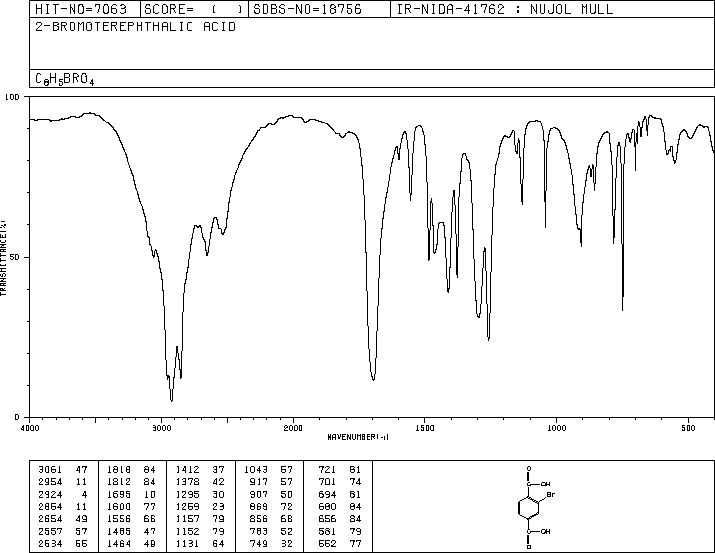 HIT-NO=7063 SCORE= ( ) SDBS-NO=18756 IR-NIDA-41762 : NUJOL MULL
2-BROMOTEREPHTHALIC ACID
C8H5BRO4
100
50
0
TRANSMITTANCE(%)
4000 3000 2000 1500 1000 500
WAVENUMBER(-1)
3061 47 1818 84 1412 37 1043 57 721 81
2954 11 1812 84 1378 42 917 57 701 74
2924 4 1695 10 1295 30 907 50 694 81
2854 11 1600 77 1259 23 869 72 680 84
2654 49 1556 66 1157 79 856 68 656 84
2557 57 1485 47 1152 79 783 52 581 79
2534 55 1464 49 1131 64 749 32 552 77
O
C OH
Br
C OH
O